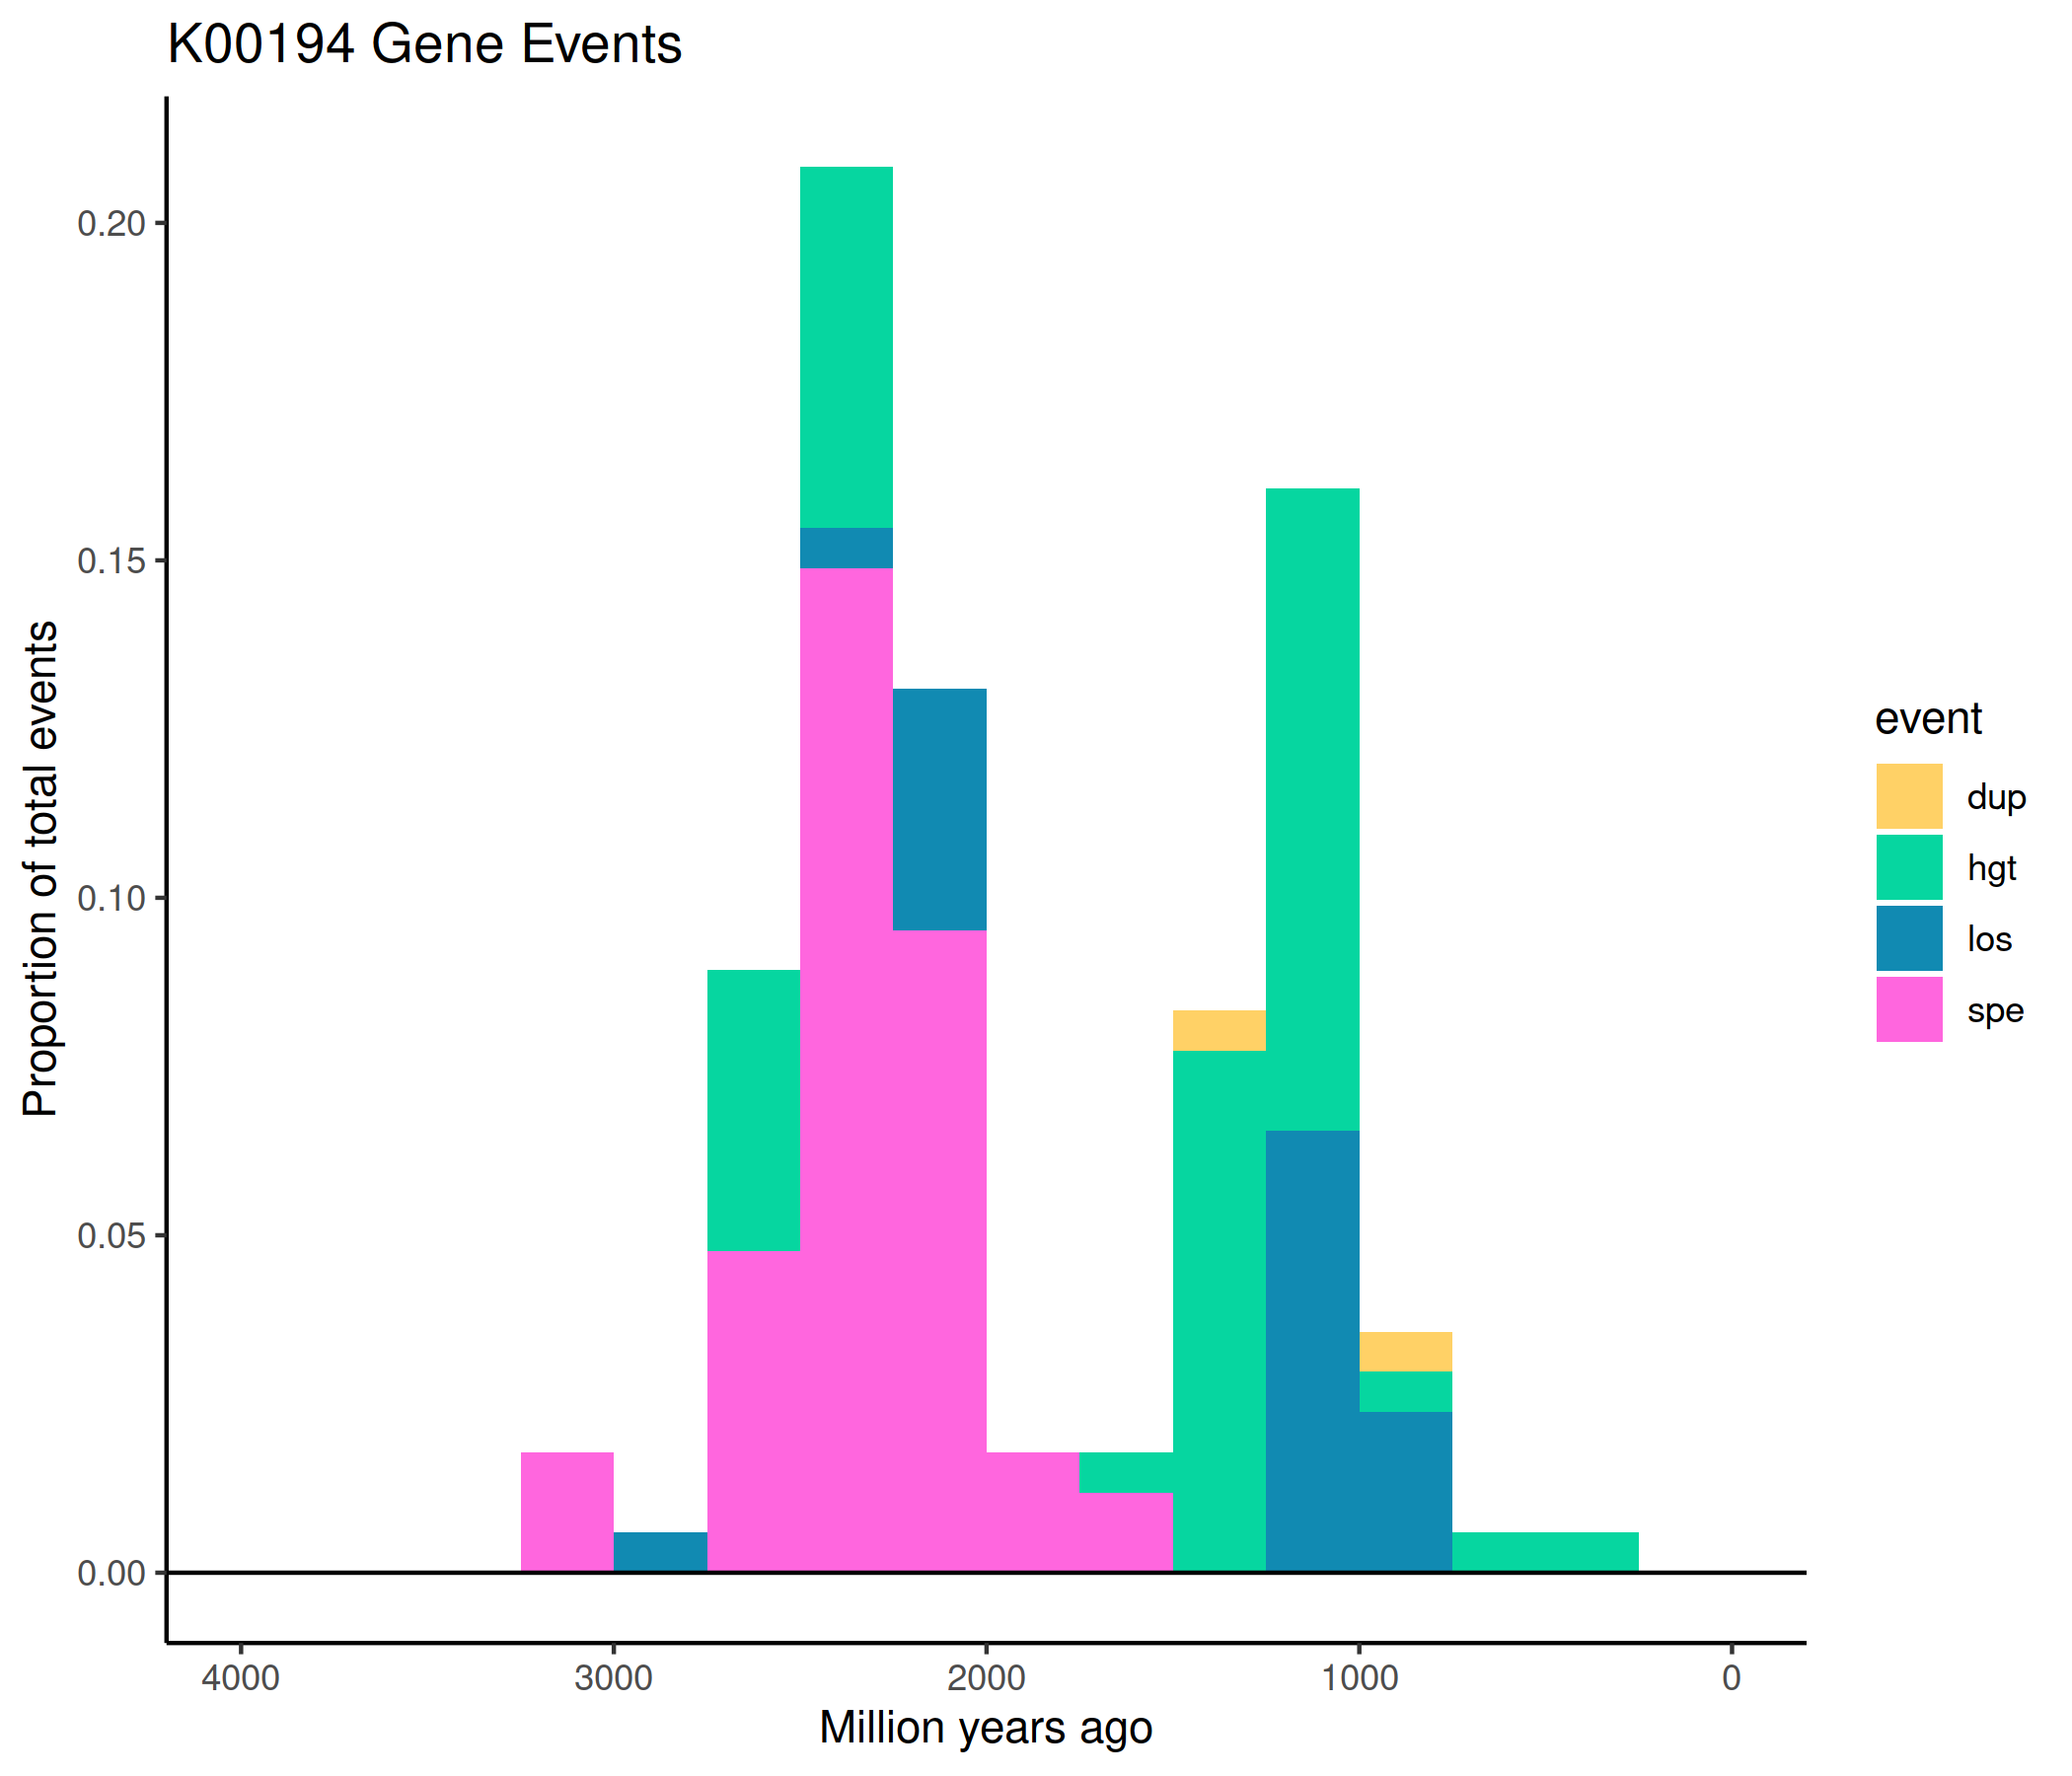 K00194 Gene Events
Proportion of total events
0.20
0.15
0.10
0.05
0.00
4000 3000 2000 1000 0
Million years ago
event
dup
hgt
los
spe